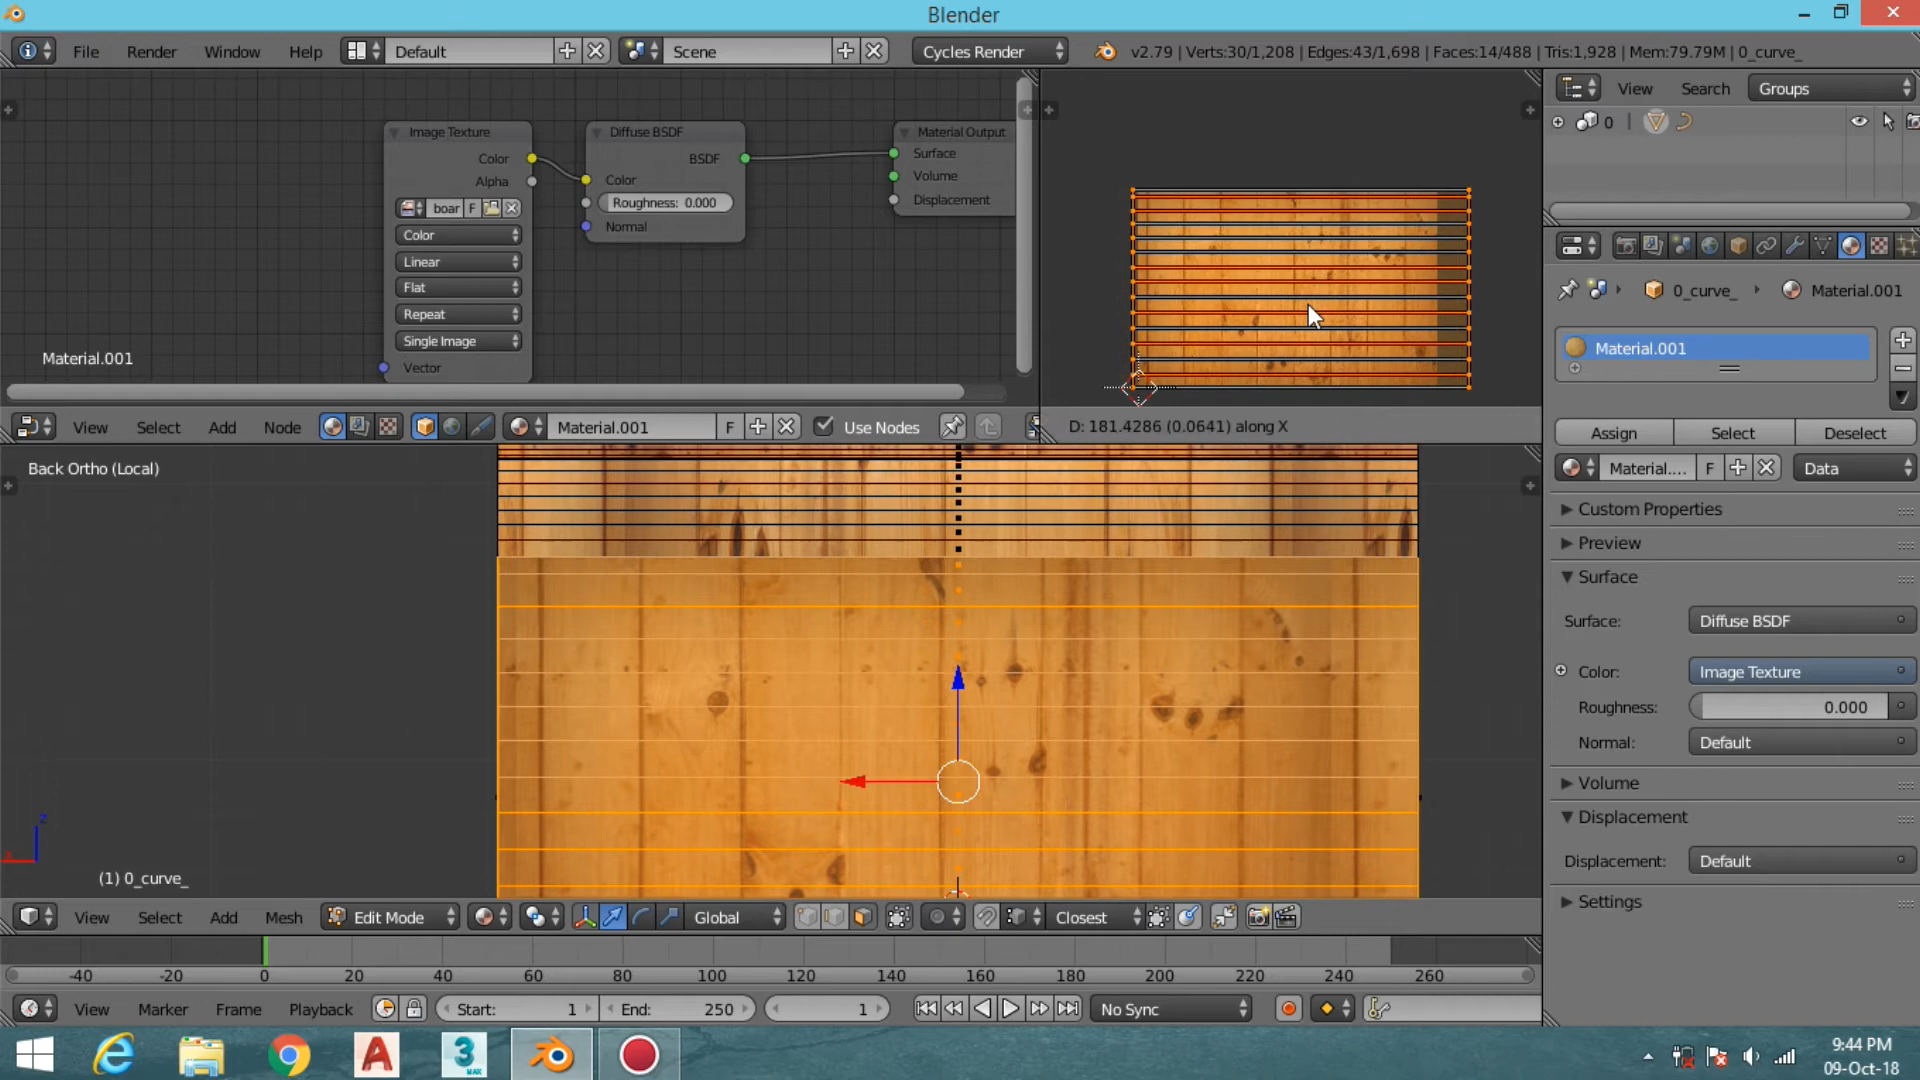 Blender
File Render Window Help Default Scene Cycles Render v2.79 | Verts:30/1,208 | Edges:43/1,698 | Faces:14/488 | Tris:1,928 | Mem:79.79M | 0_curve_
View Search Groups
0
Image Texture
Color
Alpha
boar F
Color
Linear
Flat
Repeat
Single Image
Vector
Diffuse BSDF
BSDF
Color
Roughness: 0.000
Normal
Material Output
Surface
Volume
Displacement
Material.001
View Select Add Node Material.001 F Use Nodes
D: 181.4286 (0.0641) along X
0_curve_ Material.001
Material.001
Assign Select Deselect
Material.... F Data
Custom Properties
Preview
Surface
Surface: Diffuse BSDF
Color: Image Texture
Roughness: 0.000
Normal: Default
Volume
Displacement
Displacement: Default
Settings
Back Ortho (Local)
z
x
(1) 0_curve_
View Select Add Mesh Edit Mode Global Closest
-40 -20 0 20 40 60 80 100 120 140 160 180 200 220 240 260
View Marker Frame Playback Start: 1 End: 250 1 No Sync
A
3
MAX
9:44 PM
09-Oct-18